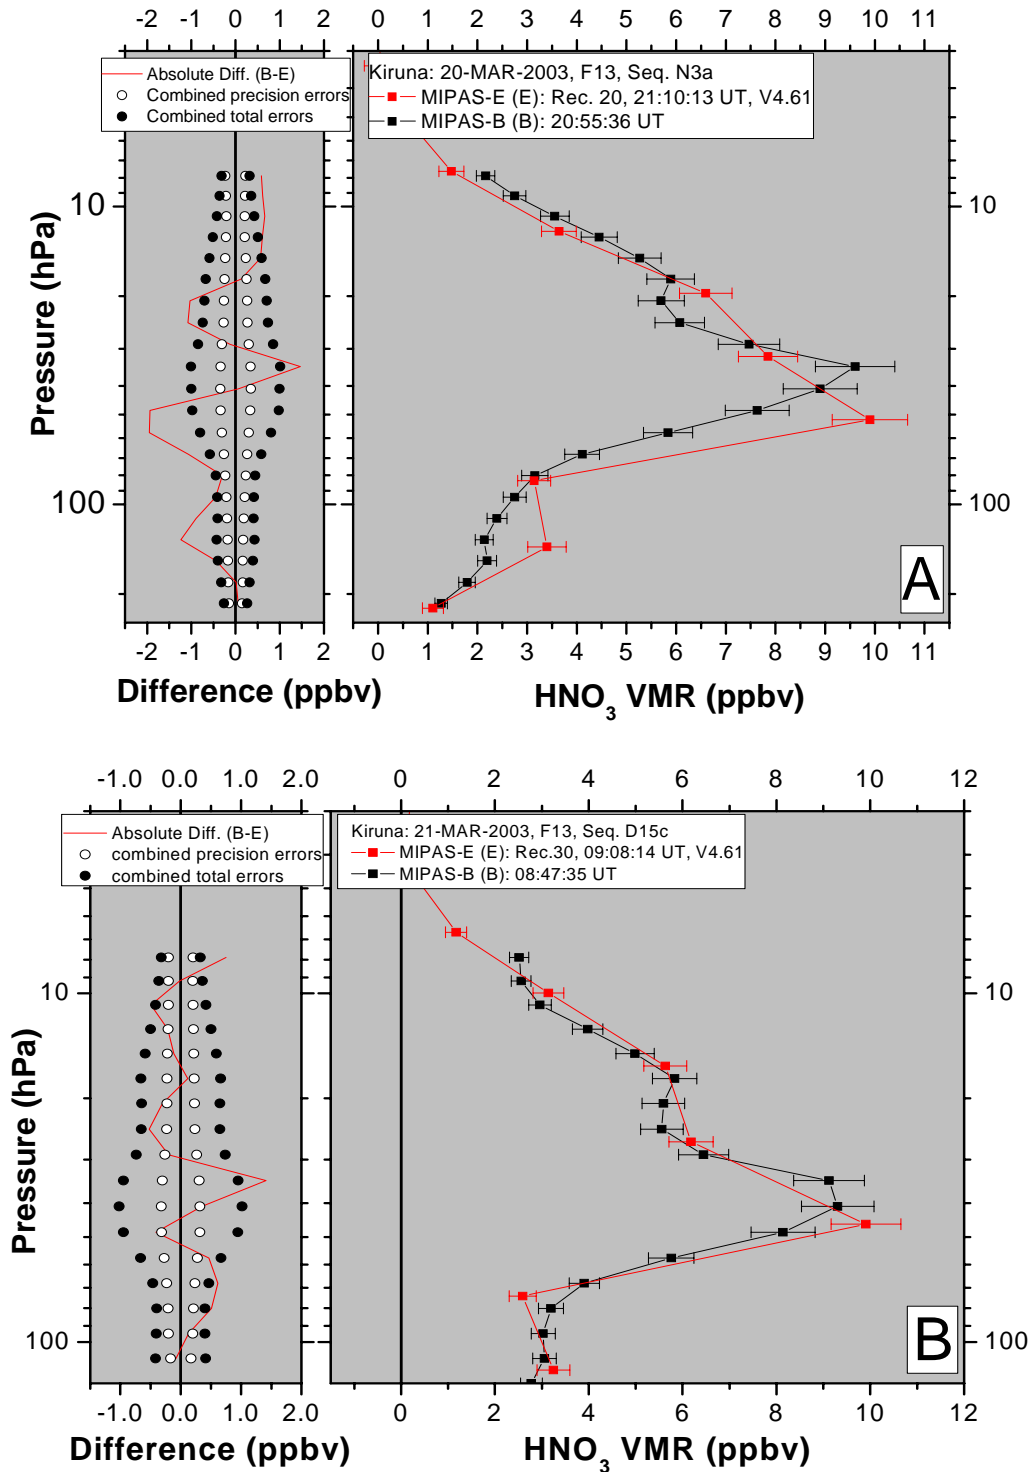 -2 -1 0 1 2
0 1 2 3 4 5 6 7 8 9 10 11
Absolute Diff. (B-E)
Combined precision errors
Combined total errors
Kiruna: 20-MAR-2003, F13, Seq. N3a
MIPAS-E (E): Rec. 20, 21:10:13 UT, V4.61
MIPAS-B (B): 20:55:36 UT
Pressure (hPa)
10
10
100
100
A
-2 -1 0 1 2
0 1 2 3 4 5 6 7 8 9 10 11
Difference (ppbv)
HNO3 VMR (ppbv)
-1.0 0.0 1.0 2.0
0 2 4 6 8 10 12
Absolute Diff. (B-E)
combined precision errors
combined total errors
Kiruna: 21-MAR-2003, F13, Seq. D15c
MIPAS-E (E): Rec.30, 09:08:14 UT, V4.61
MIPAS-B (B): 08:47:35 UT
Pressure (hPa)
10
10
100
100
B
-1.0 0.0 1.0 2.0
0 2 4 6 8 10 12
Difference (ppbv)
HNO3 VMR (ppbv)